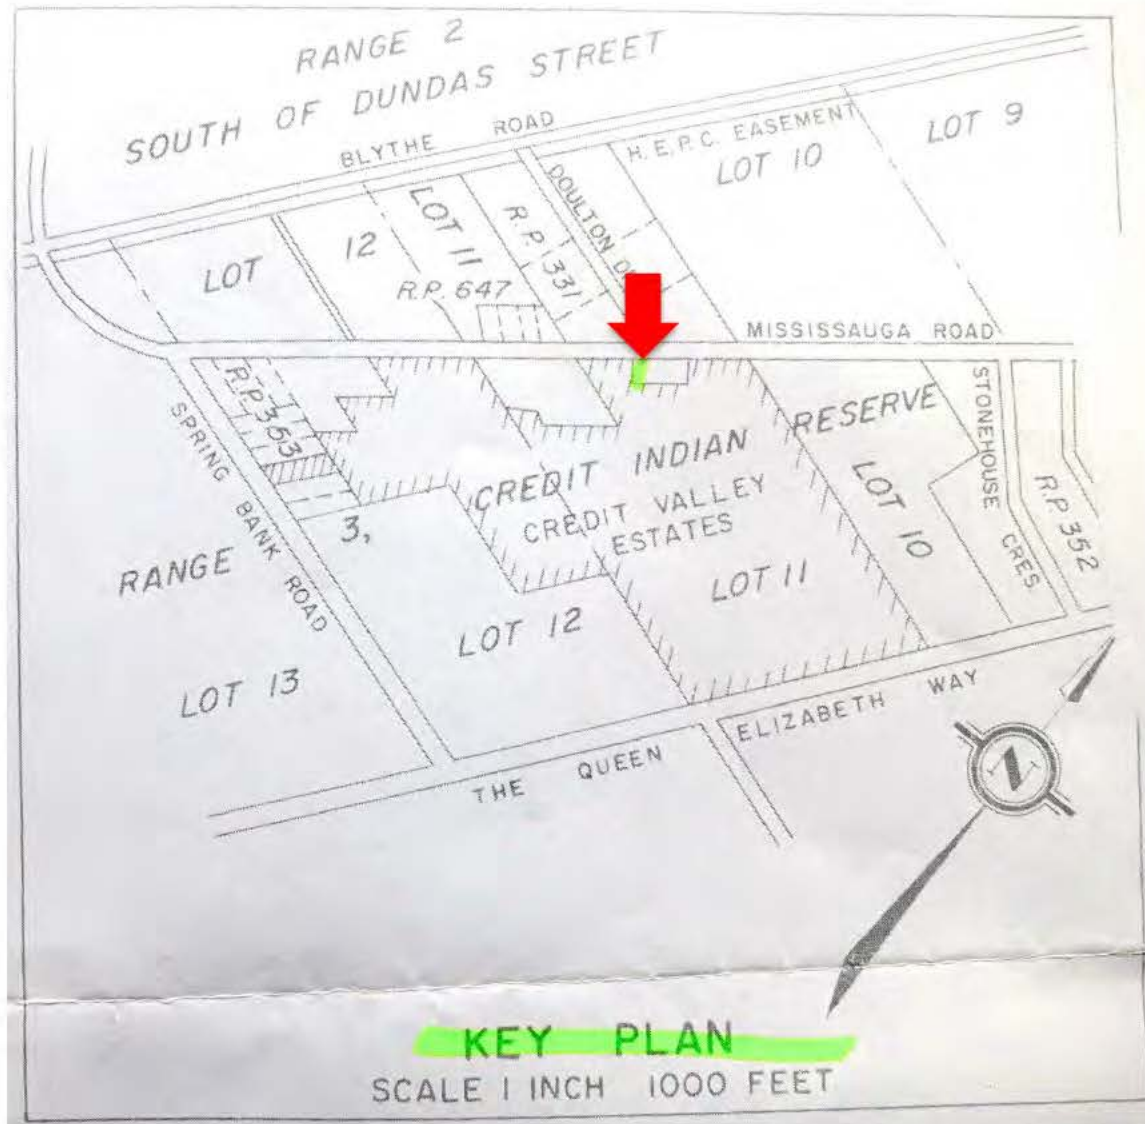 RANGE 2
SOUTH OF DUNDAS STREET
BLYTHE ROAD
H.E.P.C. EASEMENT
LOT 9
LOT 10
DOULTON
LOT 11
R.P. 331
12
LOT
R.P. 647
MISSISSAUGA ROAD
R.P. 363
SPRING BANK ROAD
STONEHOUSE CRES.
R.P. 352
CREDIT INDIAN RESERVE
CREDIT VALLEY
ESTATES
LOT 10
3,
RANGE
LOT 11
LOT 12
LOT 13
THE QUEEN ELIZABETH WAY
N
KEY PLAN
SCALE 1 INCH 1000 FEET